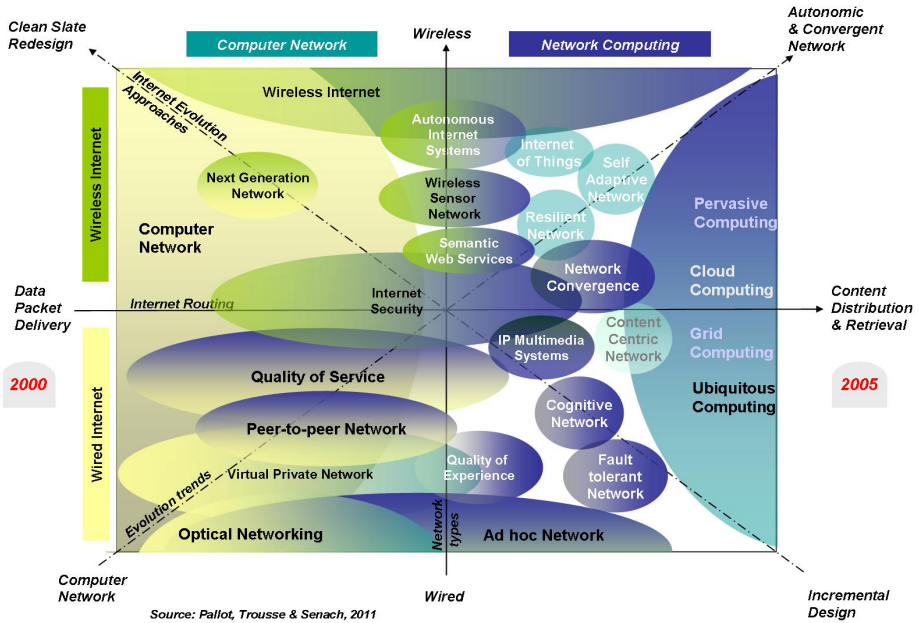 Clean Slate
Redesign
Computer Network
Wireless
Network Computing
Autonomic
& Convergent
Network
Internet Evolution
Approaches
Wireless Internet
Wireless Internet
Autonomous
Internet
Systems
Internet
of Things
Self
Adaptive
Network
Next Generation
Network
Wireless
Sensor
Network
Resilient
Network
Pervasive
Computing
Computer
Network
Semantic
Web Services
Network
Convergence
Cloud
Computing
Data
Packet
Delivery
Internet Routing
Internet
Security
Content
Distribution
& Retrieval
IP Multimedia
Systems
Content
Centric
Network
Grid
Computing
2000
Quality of Service
Ubiquitous
Computing
2005
Wired Internet
Peer-to-peer Network
Cognitive
Network
Virtual Private Network
Quality of
Experience
Fault
tolerant
Network
Evolution trends
Optical Networking
Network
types
Ad hoc Network
Computer
Network
Wired
Incremental
Design
Source: Pallot, Trousse & Senach, 2011